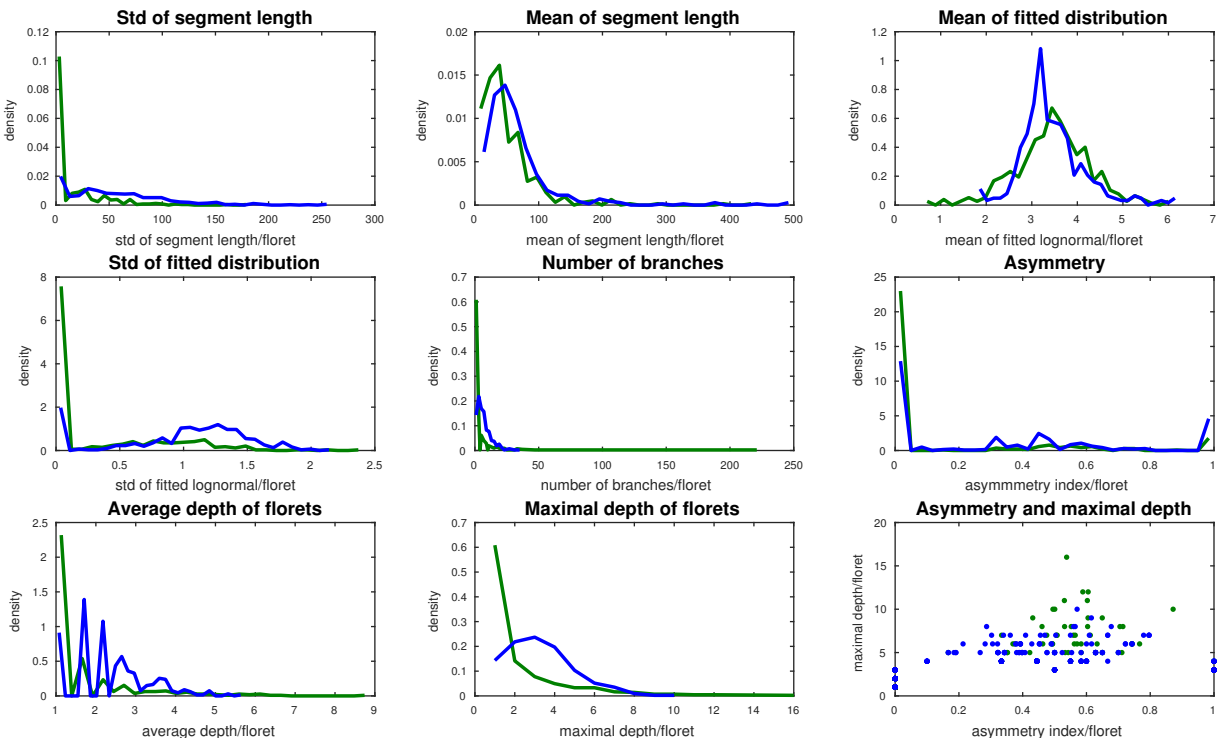 Std of segment length
0.12
0.1
0.08
0.06
0.04
0.02
0
density
0 50 100 150 200 250 300
std of segment length/floret
Mean of segment length
0.02
0.015
0.01
0.005
0
density
0 100 200 300 400 500
mean of segment length/floret
Mean of fitted distribution
1.2
1
0.8
0.6
0.4
0.2
0
density
0 1 2 3 4 5 6 7
mean of fitted lognormal/floret
Std of fitted distribution
8
6
4
2
0
density
0 0.5 1 1.5 2 2.5
std of fitted lognormal/floret
Number of branches
0.7
0.6
0.5
0.4
0.3
0.2
0.1
0
density
0 50 100 150 200 250
number of branches/floret
Asymmetry
25
20
15
10
5
0
density
0 0.2 0.4 0.6 0.8 1
asymmmetry index/floret
Average depth of florets
2.5
2
1.5
1
0.5
0
density
1 2 3 4 5 6 7 8 9
average depth/floret
Maximal depth of florets
0.7
0.6
0.5
0.4
0.3
0.2
0.1
0
density
0 2 4 6 8 10 12 14 16
maximal depth/floret
Asymmetry and maximal depth
20
15
10
5
0
maximal depth/floret
0 0.2 0.4 0.6 0.8 1
asymmetry index/floret